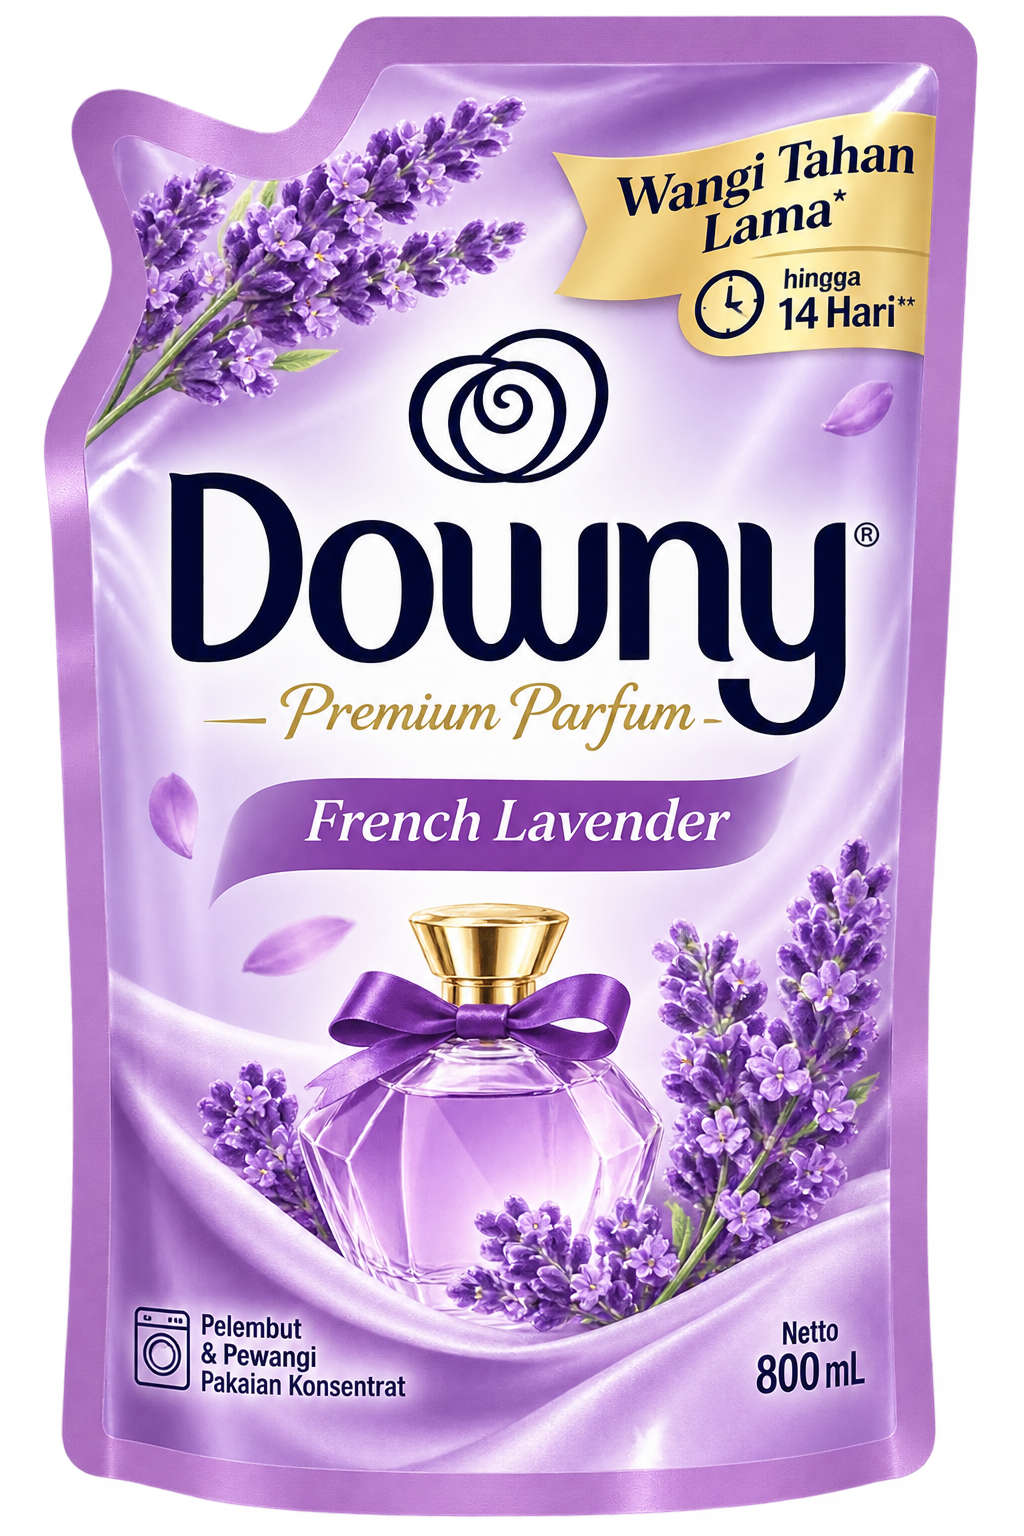 Wangi Tahan
Lama*
hingga
14 Hari**
Downy®
Premium Parfum
French Lavender
Pelembut
& Pewangi
Pakaian Konsentrat
Netto
800 mL